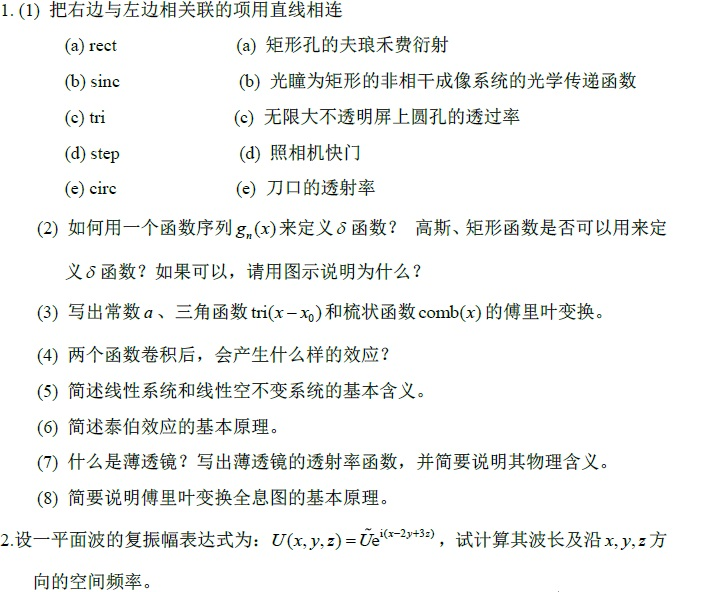 1. (1) 把右边与左边相关联的项用直线相连
(a) rect (a) 矩形孔的夫琅禾费衍射
(b) sinc (b) 光瞳为矩形的非相干成像系统的光学传递函数
(c) tri (c) 无限大不透明屏上圆孔的透过率
(d) step (d) 照相机快门
(e) circ (e) 刀口的透射率
(2) 如何用一个函数序列 gₙ(x) 来定义 δ 函数？ 高斯、矩形函数是否可以用来定
义 δ 函数？如果可以，请用图示说明为什么？
(3) 写出常数 a 、三角函数 tri(x − x₀) 和梳状函数 comb(x) 的傅里叶变换。
(4) 两个函数卷积后，会产生什么样的效应？
(5) 简述线性系统和线性空不变系统的基本含义。
(6) 简述泰伯效应的基本原理。
(7) 什么是薄透镜？写出薄透镜的透射率函数，并简要说明其物理含义。
(8) 简要说明傅里叶变换全息图的基本原理。
2.设一平面波的复振幅表达式为：U(x, y, z) = Ũe^{i(x−2y+3z)}，试计算其波长及沿 x, y, z 方
向的空间频率。